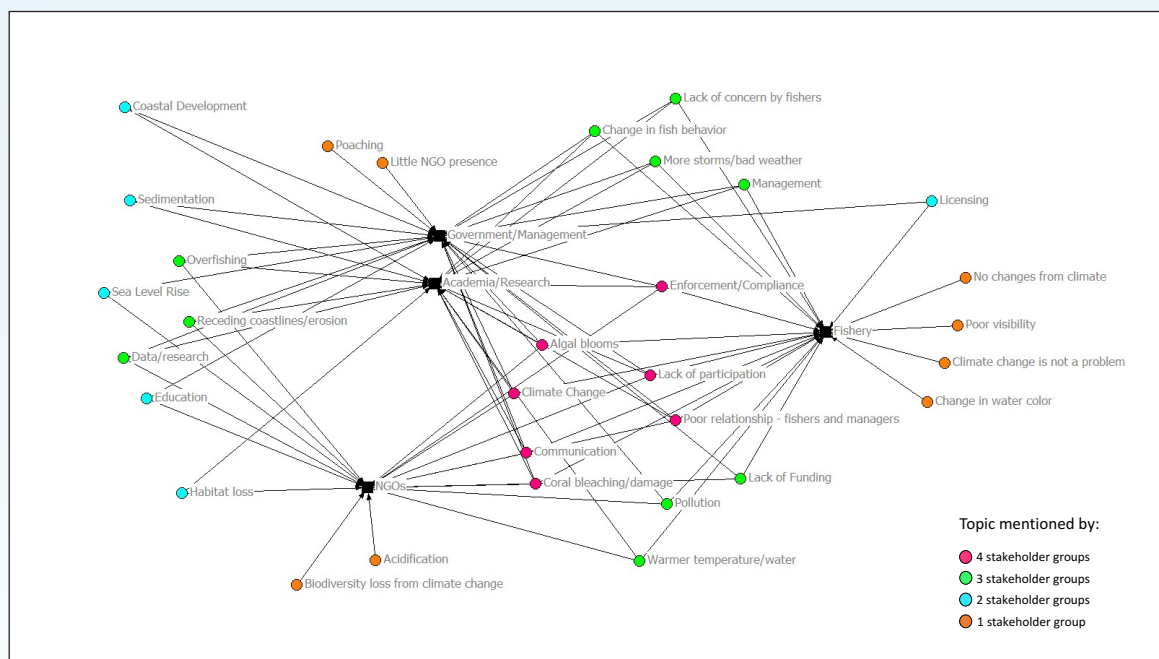 Lack of concern by fishers
Coastal Development
Change in fish behavior
Poaching
Little NGO presence
More storms/bad weather
Management
Sedimentation
Licensing
Government/Management
Overfishing
No changes from climate
Academia/Research
Enforcement/Compliance
Sea Level Rise
Receding coastlines/erosion
Poor visibility
Fishery
Algal blooms
Data/research
Climate change is not a problem
Lack of participation
Climate Change
Education
Change in water color
Poor relationship - fishers and managers
Communication
Lack of Funding
Coral bleaching/damage
NGOs
Habitat loss
Pollution
Topic mentioned by:
4 stakeholder groups
Acidification
Warmer temperature/water
3 stakeholder groups
Biodiversity loss from climate change
2 stakeholder groups
1 stakeholder group